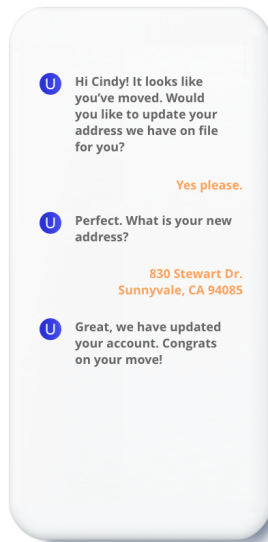 U Hi Cindy! It looks like
you've moved. Would
you like to update your
address we have on file
for you?
Yes please.
U Perfect. What is your new
address?
830 Stewart Dr.
Sunnyvale, CA 94085
U Great, we have updated
your account. Congrats
on your move!